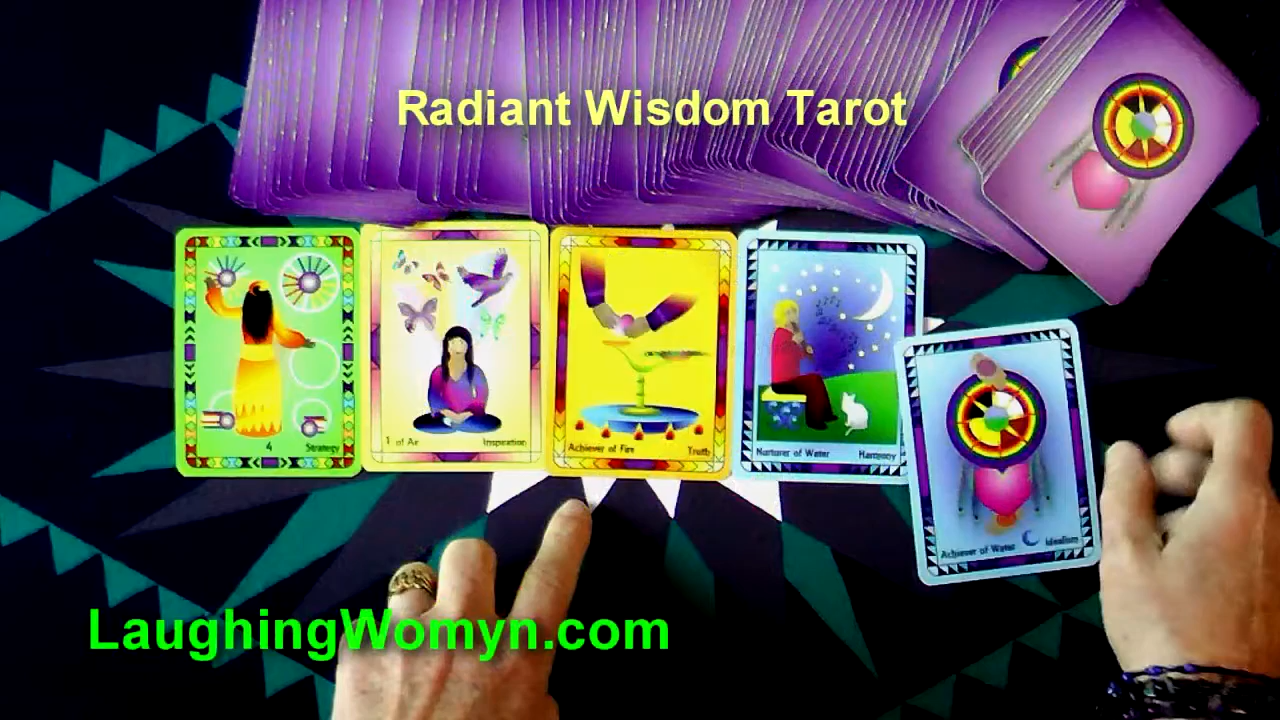 Radiant Wisdom Tarot
4 Strategy
1 of Air Inspiration
Achiever of Fire Truth
Nurturer of Water Harmony
Achiever of Water Idealism
LaughingWomyn.com